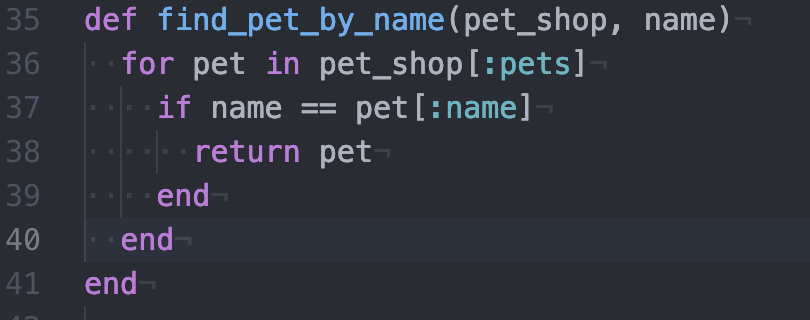 35 def find_pet_by_name(pet_shop, name)¬
36 ··for pet in pet_shop[:pets]¬
37 ····if name == pet[:name]¬
38 ······return pet¬
39 ····end¬
40 ··end¬
41 end¬